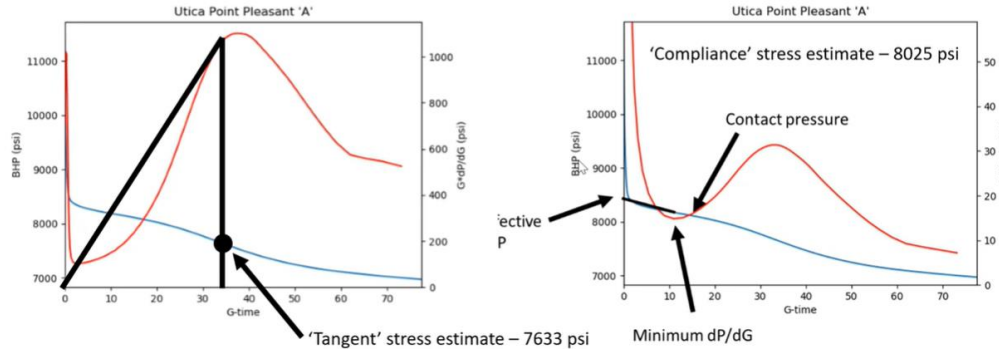 Utica Point Pleasant 'A'
11000
10000
9000
8000
7000
BHP (psi)
1000
800
600
400
200
0
G*dP/dG (psi)
0 10 20 30 40 50 60 70
G-time
'Tangent' stress estimate – 7633 psi
Utica Point Pleasant 'A'
'Compliance' stress estimate – 8025 psi
Contact pressure
11000
10000
9000
8000
7000
BHP (psi)
50
40
30
20
10
0
fective
P
0 10 20 30 40 50 60 70
G-time
Minimum dP/dG